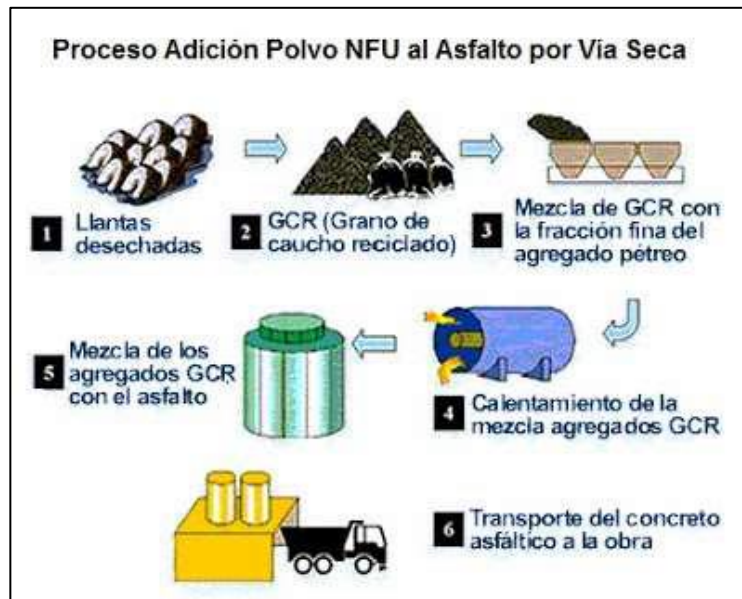 Proceso Adición Polvo NFU al Asfalto por Vía Seca
1 Llantas
desechadas
2 GCR (Grano de
caucho reciclado)
3 Mezcla de GCR con
la fracción fina del
agregado pétreo
4 Calentamiento de la
mezcla agregados GCR
5 Mezcla de los
agregados GCR
con el asfalto
6 Transporte del concreto
asfáltico a la obra